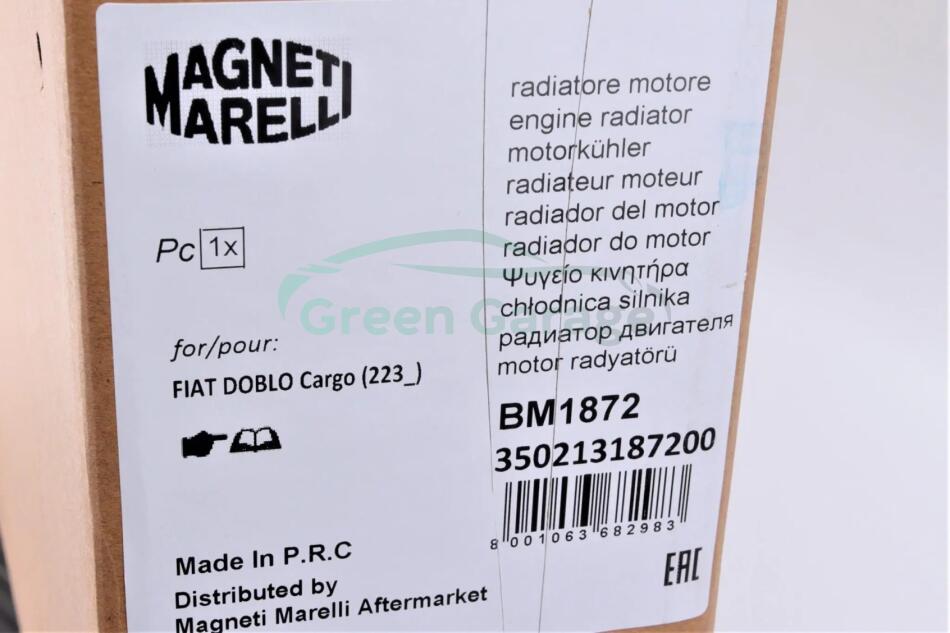 MAGNETI
MARELLI
Pc 1x
for/pour:
FIAT DOBLO Cargo (223_)
Made In P.R.C
Distributed by
Magneti Marelli Aftermarket
radiatore motore
engine radiator
motorkühler
radiateur moteur
radiador del motor
radiador do motor
Ψυγείο κινητήρα
chłodnica silnika
радиатор двигателя
motor radyatörü
BM1872
350213187200
8 001063 682983
EAC
Green Garage